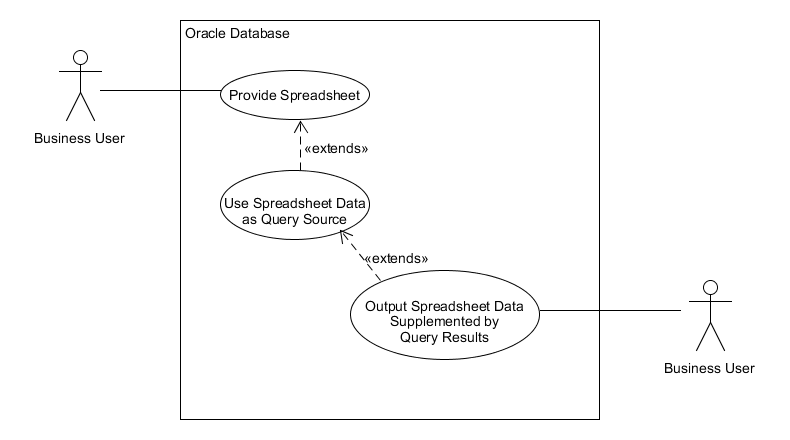 Oracle Database
Provide Spreadsheet
Business User
«extends»
Use Spreadsheet Data
as Query Source
«extends»
Output Spreadsheet Data
Supplemented by
Query Results
Business User